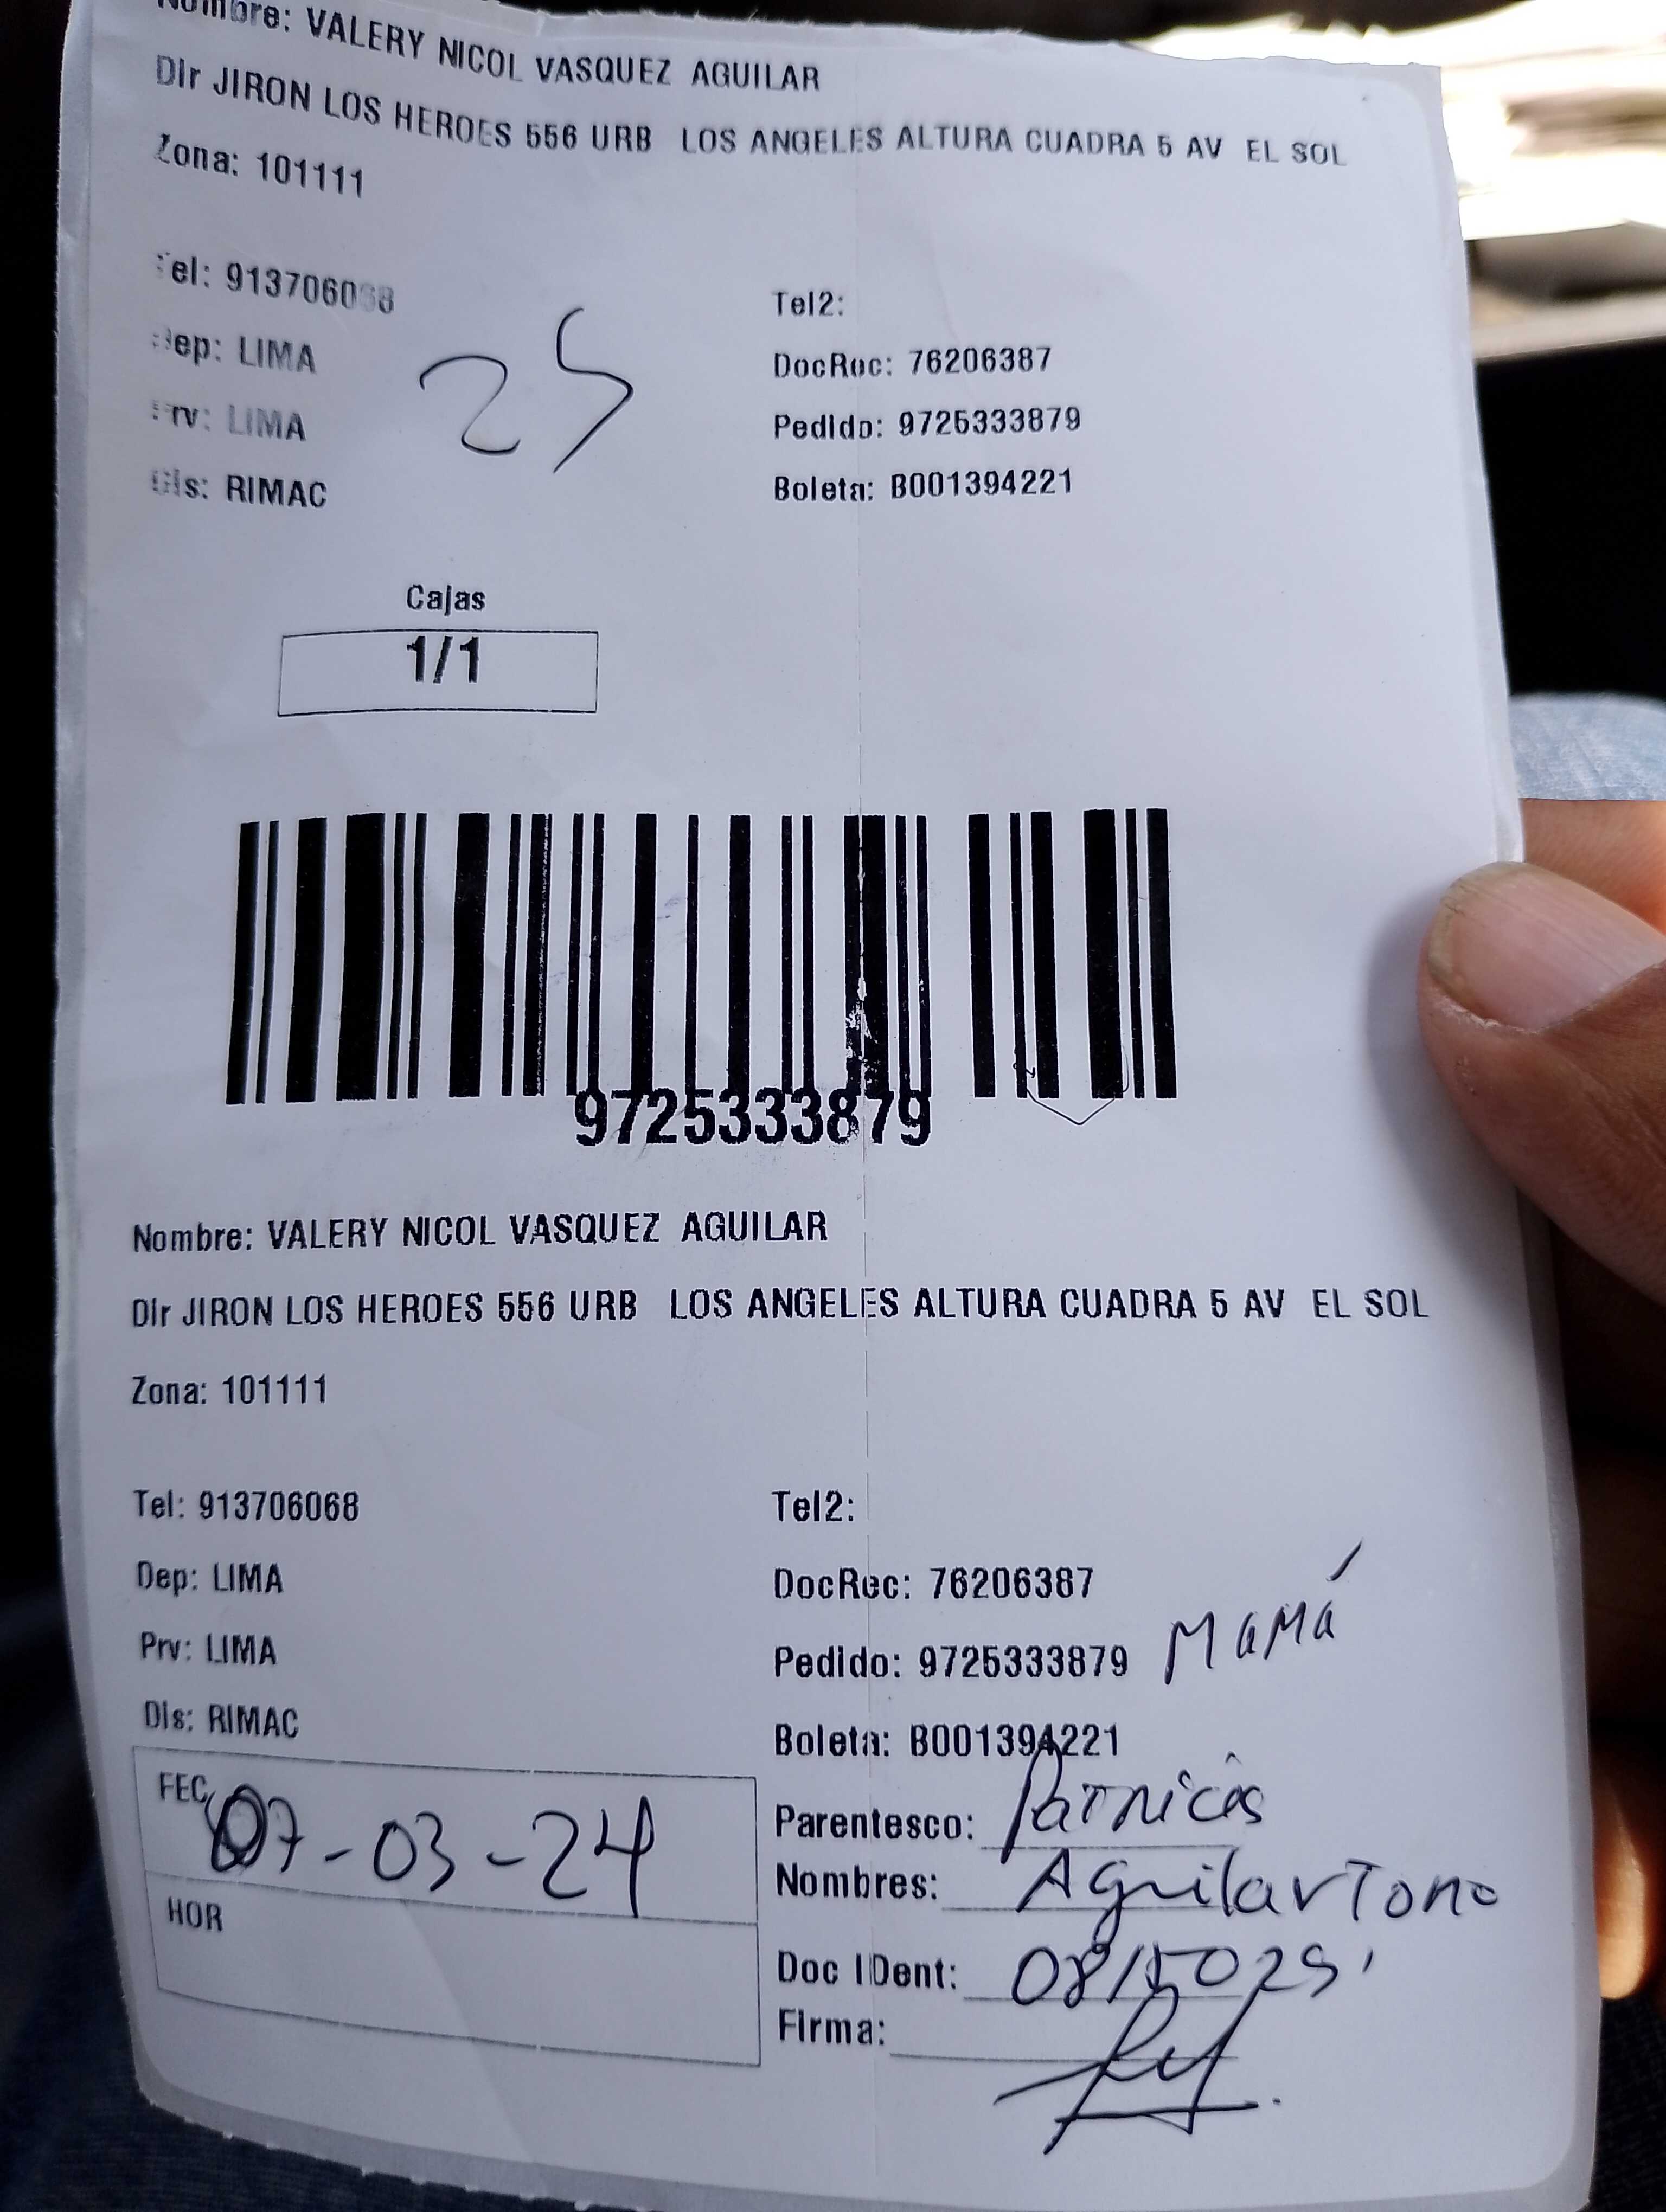 Nombre: VALERY NICOL VASQUEZ AGUILAR
Dir JIRON LOS HEROES 556 URB LOS ANGELES ALTURA CUADRA 5 AV EL SOL
Zona: 101111
Tel: 913706068
Tel2:
Dep: LIMA
DocRec: 76206387
Prv: LIMA
Pedido: 9725333879
Dis: RIMAC
Boleta: B001394221
25
Cajas
1/1
9725333879
Nombre: VALERY NICOL VASQUEZ AGUILAR
Dir JIRON LOS HEROES 556 URB LOS ANGELES ALTURA CUADRA 5 AV EL SOL
Zona: 101111
Tel: 913706068
Tel2:
Dep: LIMA
DocRec: 76206387
Prv: LIMA
Pedido: 9725333879 Mamá
Dis: RIMAC
Boleta: B001394221
FEC 07-03-24
Parentesco: Patricia
Nombres: Aguilar
HOR
Doc IDent:
Firma: